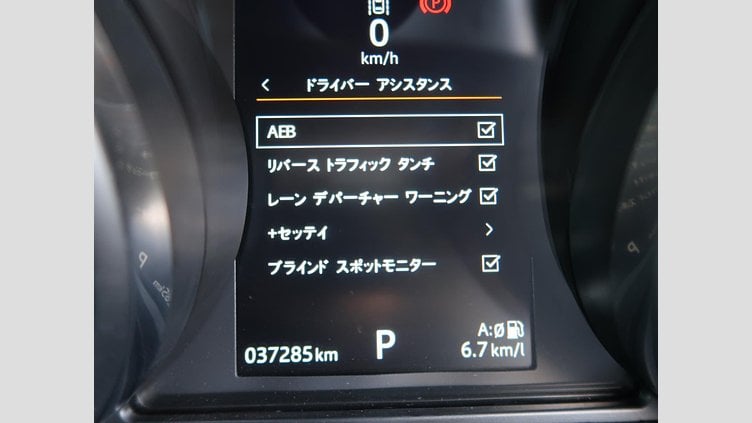 P
0
km/h
ドライバー アシスタンス
AEB
リバース トラフィック タンチ
レーン デパーチャー ワーニング
+セッテイ
ブラインド スポットモニター
037285km
P
A:Ø
6.7 km/l
P
P